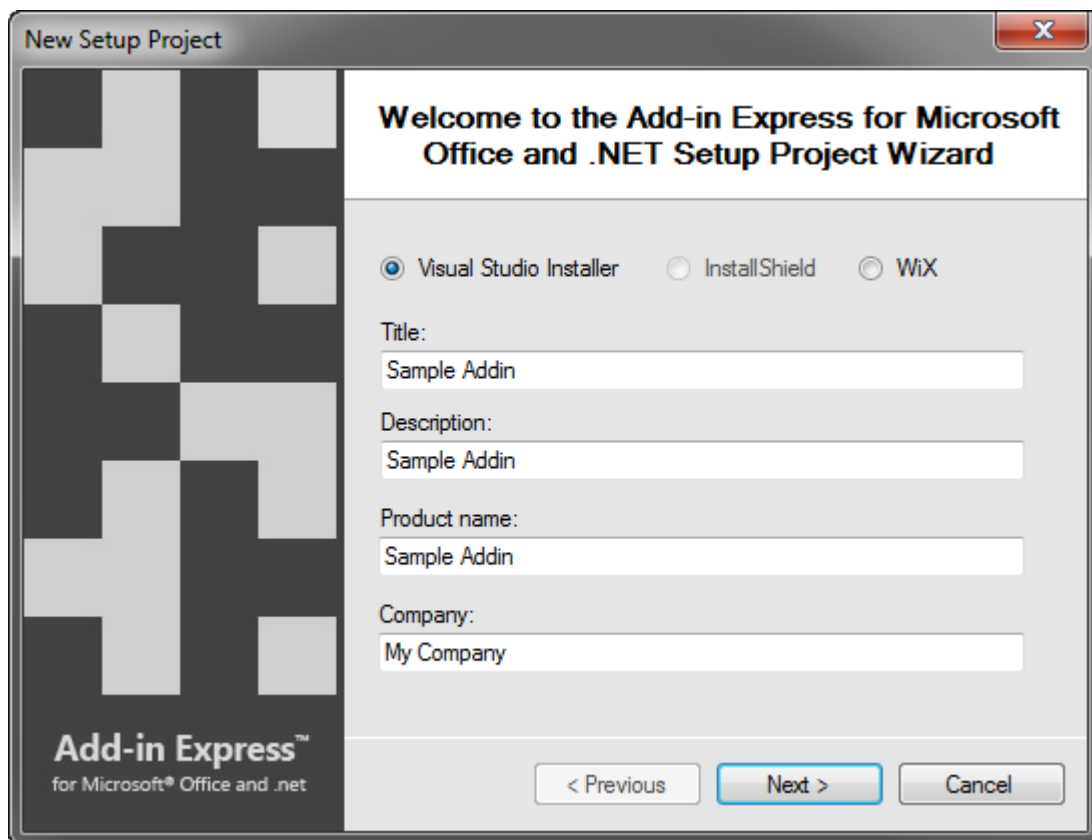 New Setup Project
Welcome to the Add-in Express for Microsoft
Office and .NET Setup Project Wizard
Visual Studio Installer InstallShield WiX
Title:
Sample Addin
Description:
Sample Addin
Product name:
Sample Addin
Company:
My Company
Add-in Express™
for Microsoft® Office and .net
< Previous Next > Cancel